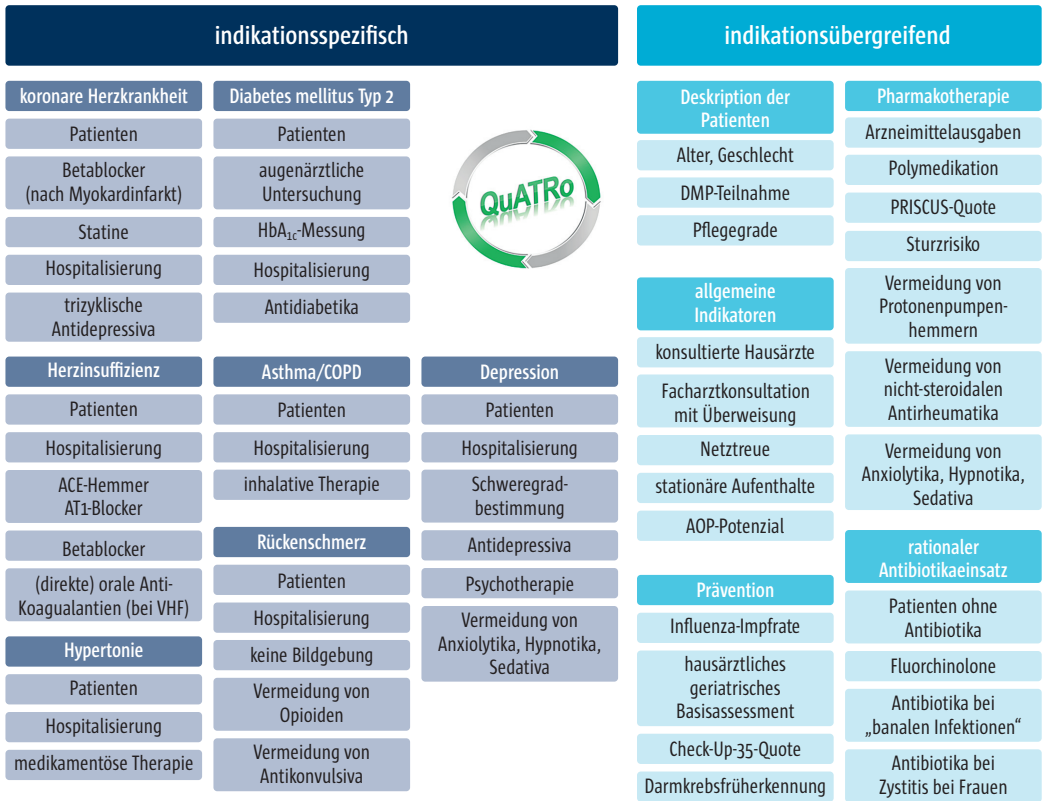 indikationsspezifisch
koronare Herzkrankheit
Patienten
Betablocker
(nach Myokardinfarkt)
Statine
Hospitalisierung
trizyklische
Antidepressiva
Diabetes mellitus Typ 2
Patienten
augenärztliche
Untersuchung
HbA1c-Messung
Hospitalisierung
Antidiabetika
QuATRo
Herzinsuffizienz
Patienten
Hospitalisierung
ACE-Hemmer
AT1-Blocker
Betablocker
(direkte) orale Anti-
Koagualantien (bei VHF)
Hypertonie
Patienten
Hospitalisierung
medikamentöse Therapie
Asthma/COPD
Patienten
Hospitalisierung
inhalative Therapie
Rückenschmerz
Patienten
Hospitalisierung
keine Bildgebung
Vermeidung von
Opioiden
Vermeidung von
Antikonvulsiva
Depression
Patienten
Hospitalisierung
Schweregrad-
bestimmung
Antidepressiva
Psychotherapie
Vermeidung von
Anxiolytika, Hypnotika,
Sedativa
indikationsübergreifend
Deskription der
Patienten
Alter, Geschlecht
DMP-Teilnahme
Pflegegrade
allgemeine
Indikatoren
konsultierte Hausärzte
Facharztkonsultation
mit Überweisung
Netztreue
stationäre Aufenthalte
AOP-Potenzial
Prävention
Influenza-Impfrate
hausärztliches
geriatrisches
Basisassessment
Check-Up-35-Quote
Darmkrebsfrüherkennung
Pharmakotherapie
Arzneimittelausgaben
Polymedikation
PRISCUS-Quote
Sturzrisiko
Vermeidung von
Protonenpumpen-
hemmern
Vermeidung von
nicht-steroidalen
Antirheumatika
Vermeidung von
Anxiolytika, Hypnotika,
Sedativa
rationaler
Antibiotikaeinsatz
Patienten ohne
Antibiotika
Fluorchinolone
Antibiotika bei
„banalen Infektionen“
Antibiotika bei
Zystitis bei Frauen